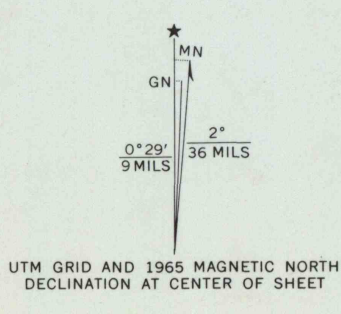 ★
MN
GN
0°29'
9 MILS
2°
36 MILS
UTM GRID AND 1965 MAGNETIC NORTH
DECLINATION AT CENTER OF SHEET